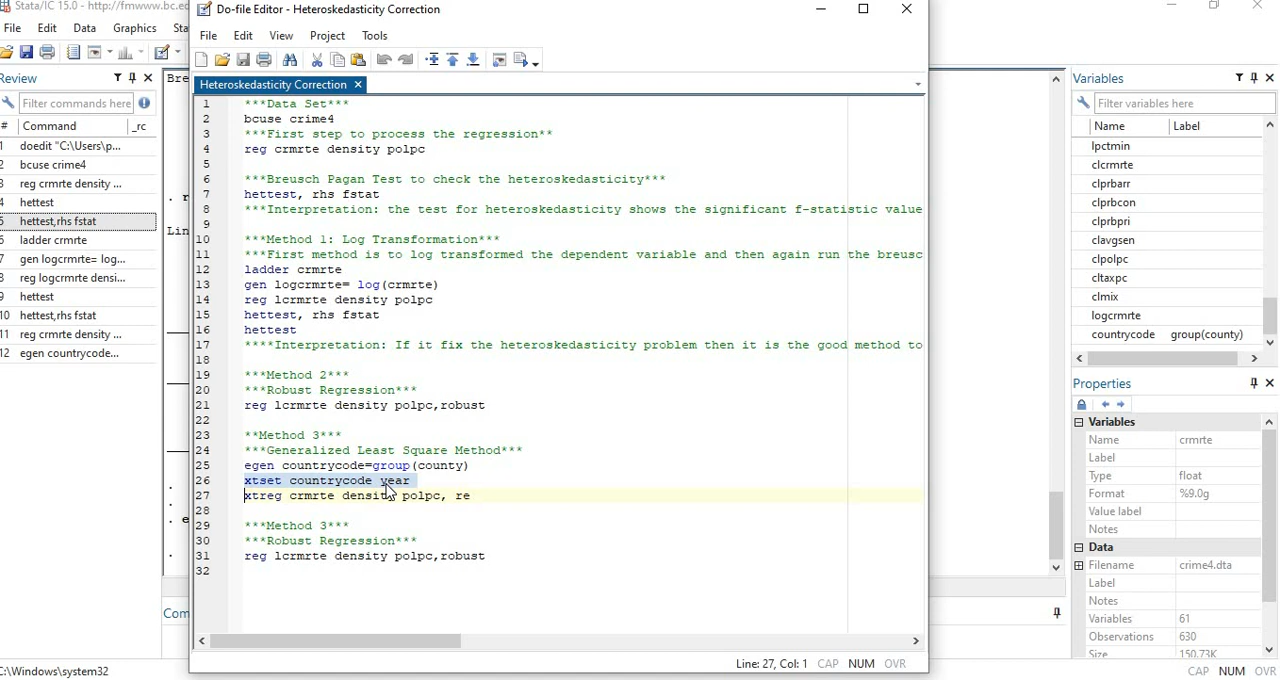 Stata/IC 15.0 - http://fmwww.bc.ed
File Edit Data Graphics Sta
Review
Filter commands here
# Command _rc
1 doedit "C:\Users\p...
2 bcuse crime4
3 reg crmrte density ...
4 hettest
5 hettest,rhs fstat
6 ladder crmrte
7 gen logcrmrte= log...
8 reg logcrmrte densi...
9 hettest
10 hettest,rhs fstat
11 reg crmrte density ...
12 egen countrycode...
C:\Windows\system32
Bre
. r
Lin
.
.
. e
.
Com
Do-file Editor - Heteroskedasticity Correction
File Edit View Project Tools
Heteroskedasticity Correction
1 ***Data Set***
2 bcuse crime4
3 ***First step to process the regression**
4 reg crmrte density polpc
5
6 ***Breusch Pagan Test to check the heteroskedasticity***
7 hettest, rhs fstat
8 ***Interpretation: the test for heteroskedasticity shows the significant f-statistic value
9
10 ***Method 1: Log Transformation***
11 ***First method is to log transformed the dependent variable and then again run the breusc
12 ladder crmrte
13 gen logcrmrte= log(crmrte)
14 reg lcrmrte density polpc
15 hettest, rhs fstat
16 hettest
17 ****Interpretation: If it fix the heteroskedasticity problem then it is the good method to
18
19 ***Method 2***
20 ***Robust Regression***
21 reg lcrmrte density polpc,robust
22
23 **Method 3***
24 ***Generalized Least Square Method***
25 egen countrycode=group(county)
26 xtset countrycode year
27 xtreg crmrte density polpc, re
28
29 ***Method 3***
30 ***Robust Regression***
31 reg lcrmrte density polpc,robust
32
Line: 27, Col: 1 CAP NUM OVR
Variables
Filter variables here
Name Label
lpctmin
clcrmrte
clprbarr
clprbcon
clprbpri
clavgsen
clpolpc
cltaxpc
clmix
logcrmrte
countrycode group(county)
Properties
Variables
Name crmrte
Label
Type float
Format %9.0g
Value label
Notes
Data
Filename crime4.dta
Label
Notes
Variables 61
Observations 630
Size 150.73K
CAP NUM OVR